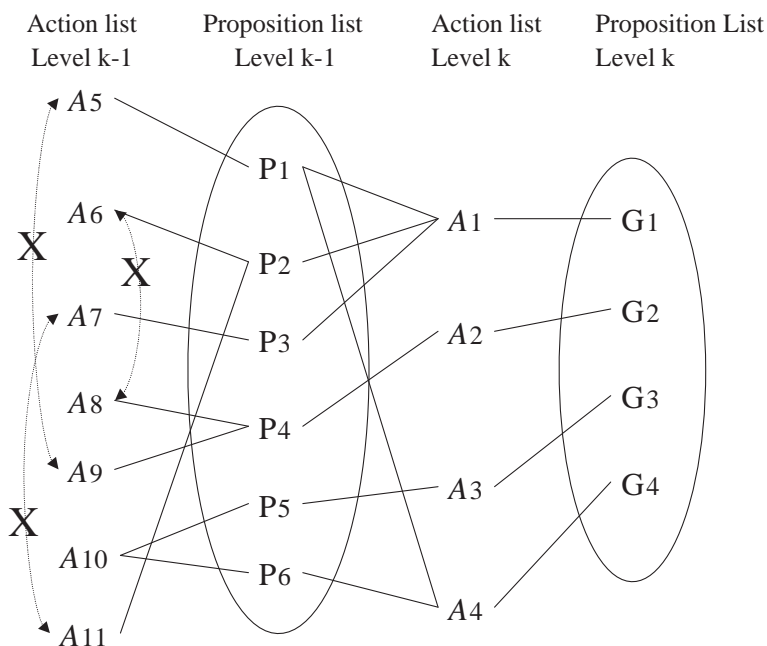 Action list
Level k-1
Proposition list
Level k-1
Action list
Level k
Proposition List
Level k
A5
A6
A7
A8
A9
A10
A11
X
X
X
P1
P2
P3
P4
P5
P6
A1
A2
A3
A4
G1
G2
G3
G4